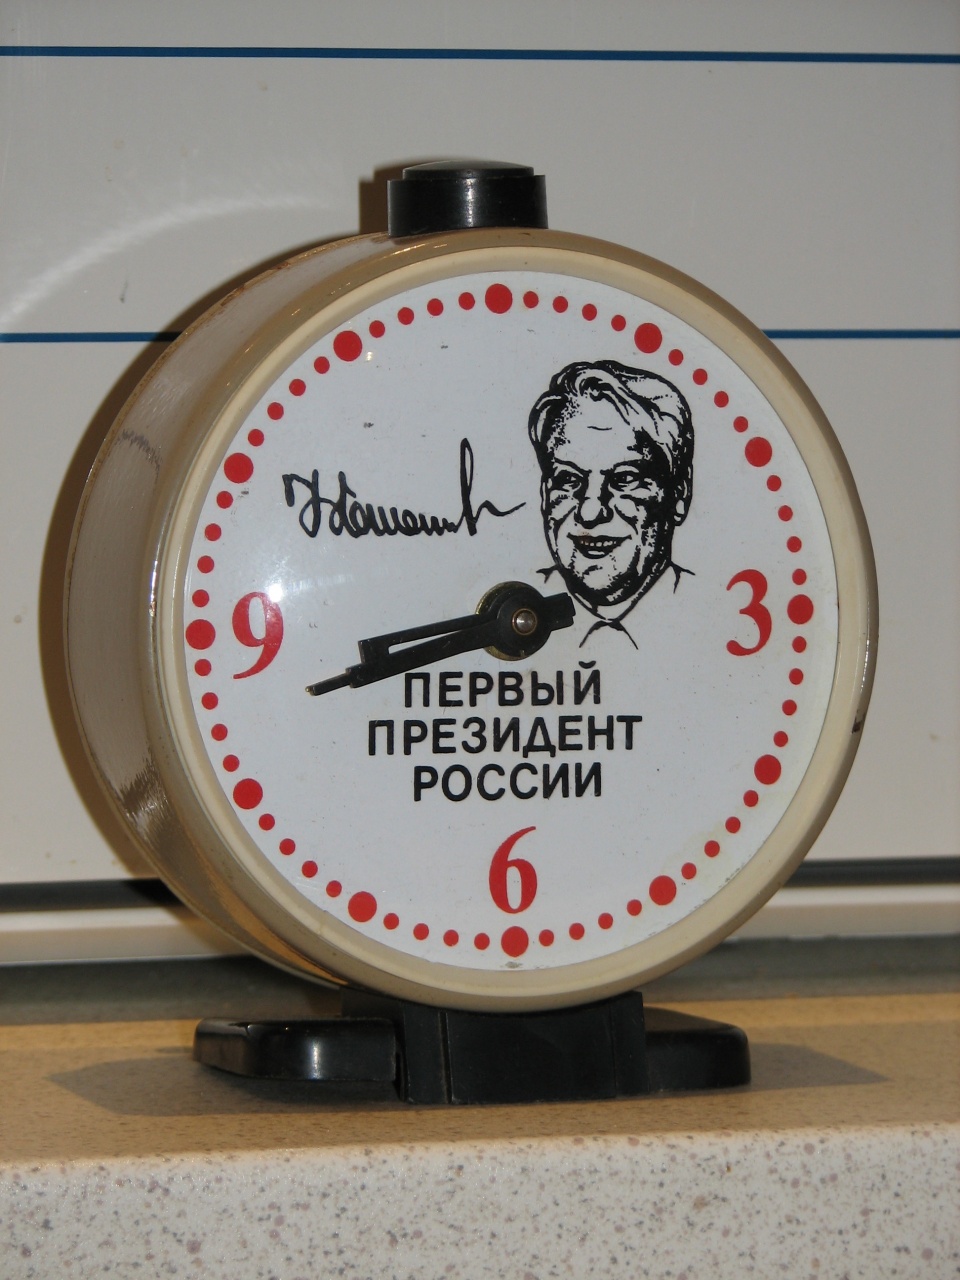 9
3
ПЕРВЫЙ
ПРЕЗИДЕНТ
РОССИИ
6